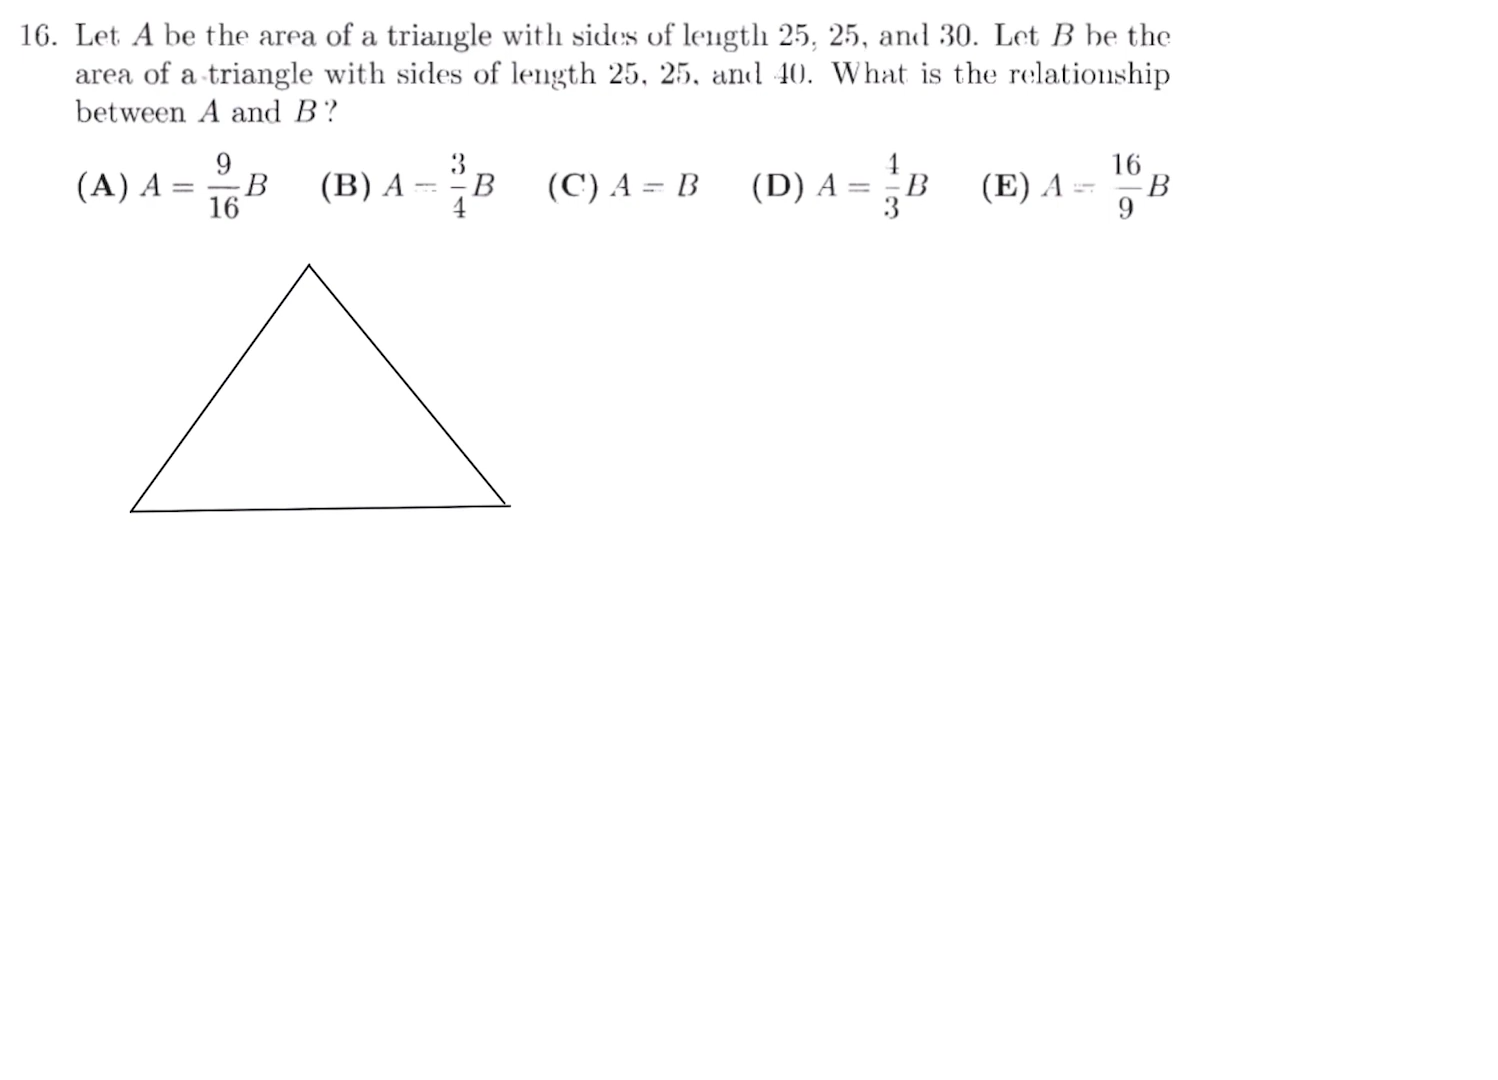 16. Let A be the area of a triangle with sides of length 25, 25, and 30. Let B be the
area of a triangle with sides of length 25, 25, and 40. What is the relationship
between A and B?
(A) A = 9/16 B (B) A = 3/4 B (C) A = B (D) A = 4/3 B (E) A = 16/9 B